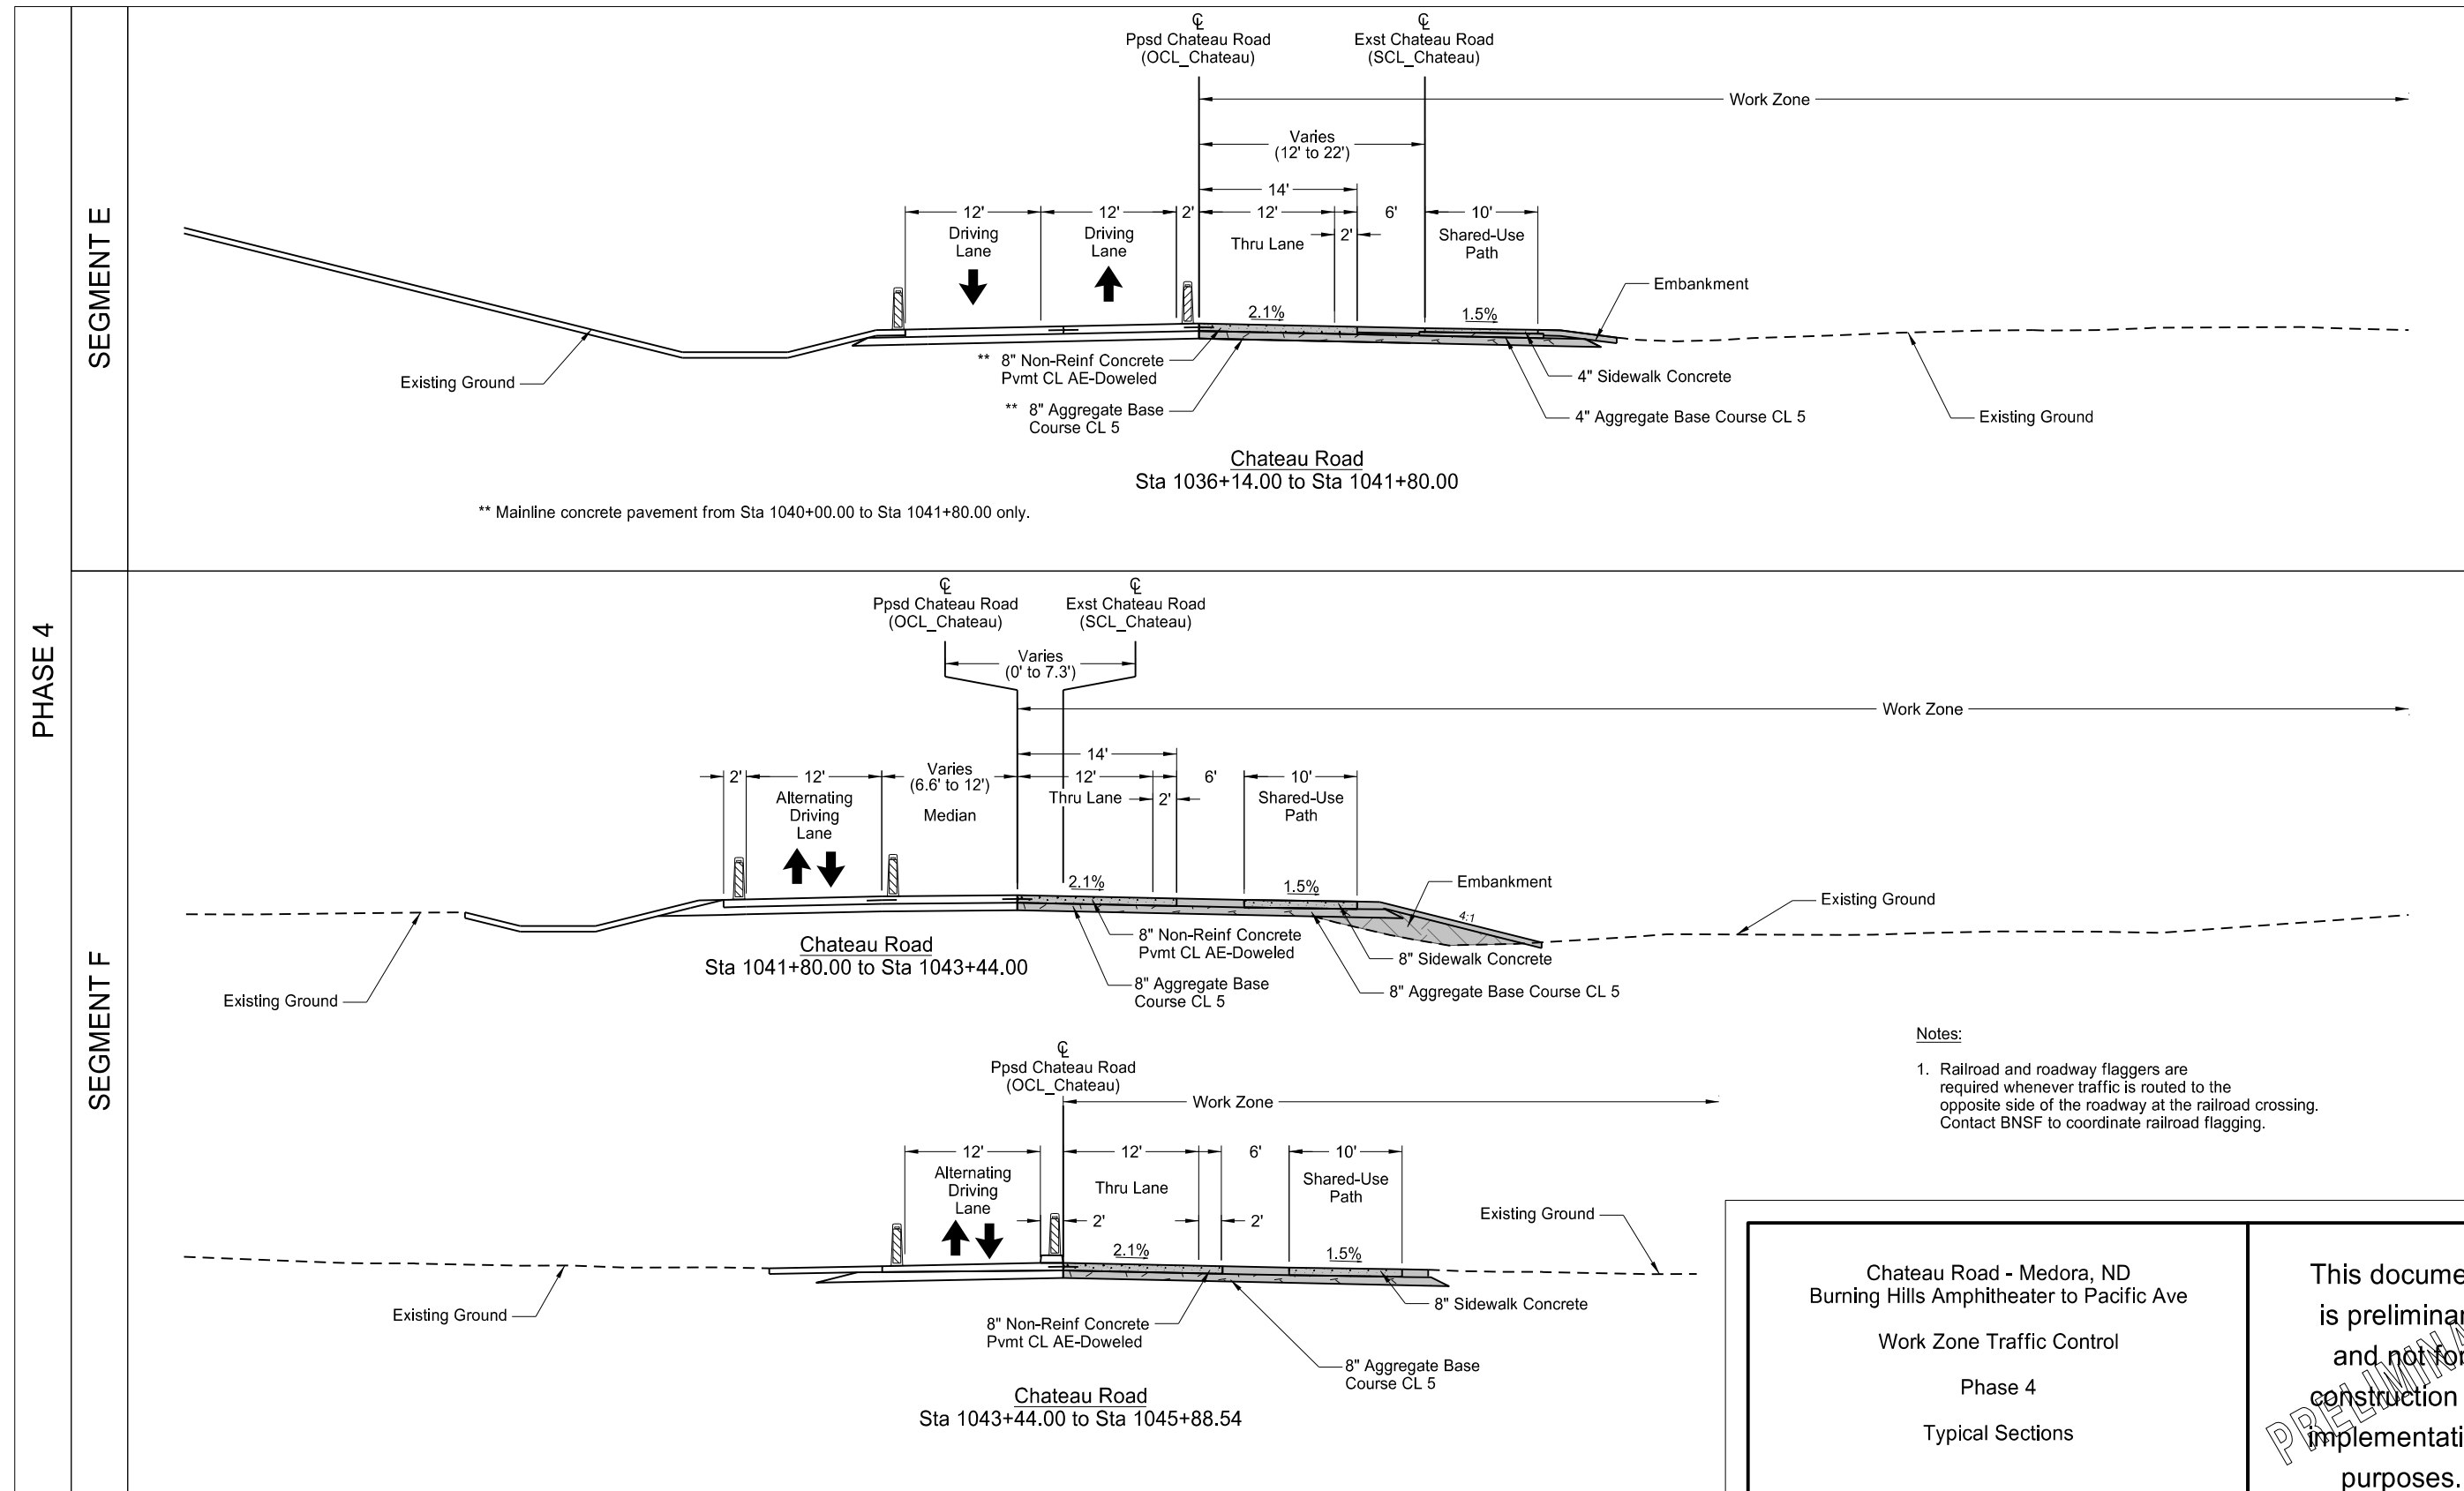 PHASE 4
SEGMENT E
℄
Ppsd Chateau Road
(OCL_Chateau)
℄
Exst Chateau Road
(SCL_Chateau)
Work Zone
Varies
(12' to 22')
14'
12'
12'
2'
12'
6'
10'
Driving
Lane
Driving
Lane
Thru Lane
2'
Shared-Use
Path
Embankment
2.1%
1.5%
** 8" Non-Reinf Concrete
Pvmt CL AE-Doweled
Existing Ground
4" Sidewalk Concrete
** 8" Aggregate Base
Course CL 5
4" Aggregate Base Course CL 5
Existing Ground
Chateau Road
Sta 1036+14.00 to Sta 1041+80.00
** Mainline concrete pavement from Sta 1040+00.00 to Sta 1041+80.00 only.
SEGMENT F
℄
Ppsd Chateau Road
(OCL_Chateau)
℄
Exst Chateau Road
(SCL_Chateau)
Varies
(0' to 7.3')
Work Zone
14'
2'
12'
Varies
(6.6' to 12')
12'
6'
10'
Alternating
Driving
Lane
Median
Thru Lane
2'
Shared-Use
Path
2.1%
1.5%
Embankment
4:1
Existing Ground
8" Non-Reinf Concrete
Pvmt CL AE-Doweled
8" Sidewalk Concrete
Chateau Road
Sta 1041+80.00 to Sta 1043+44.00
8" Aggregate Base
Course CL 5
8" Aggregate Base Course CL 5
Existing Ground
℄
Ppsd Chateau Road
(OCL_Chateau)
Work Zone
12'
12'
6'
10'
Alternating
Driving
Lane
Thru Lane
Shared-Use
Path
2'
2'
Existing Ground
2.1%
1.5%
Existing Ground
8" Sidewalk Concrete
8" Non-Reinf Concrete
Pvmt CL AE-Doweled
8" Aggregate Base
Course CL 5
Chateau Road
Sta 1043+44.00 to Sta 1045+88.54
Notes:
1. Railroad and roadway flaggers are
required whenever traffic is routed to the
opposite side of the roadway at the railroad crossing.
Contact BNSF to coordinate railroad flagging.
Chateau Road - Medora, ND
Burning Hills Amphitheater to Pacific Ave
Work Zone Traffic Control
Phase 4
Typical Sections
This docume
is preliminar
and not for
construction
implementati
purposes.
PRELIMINA